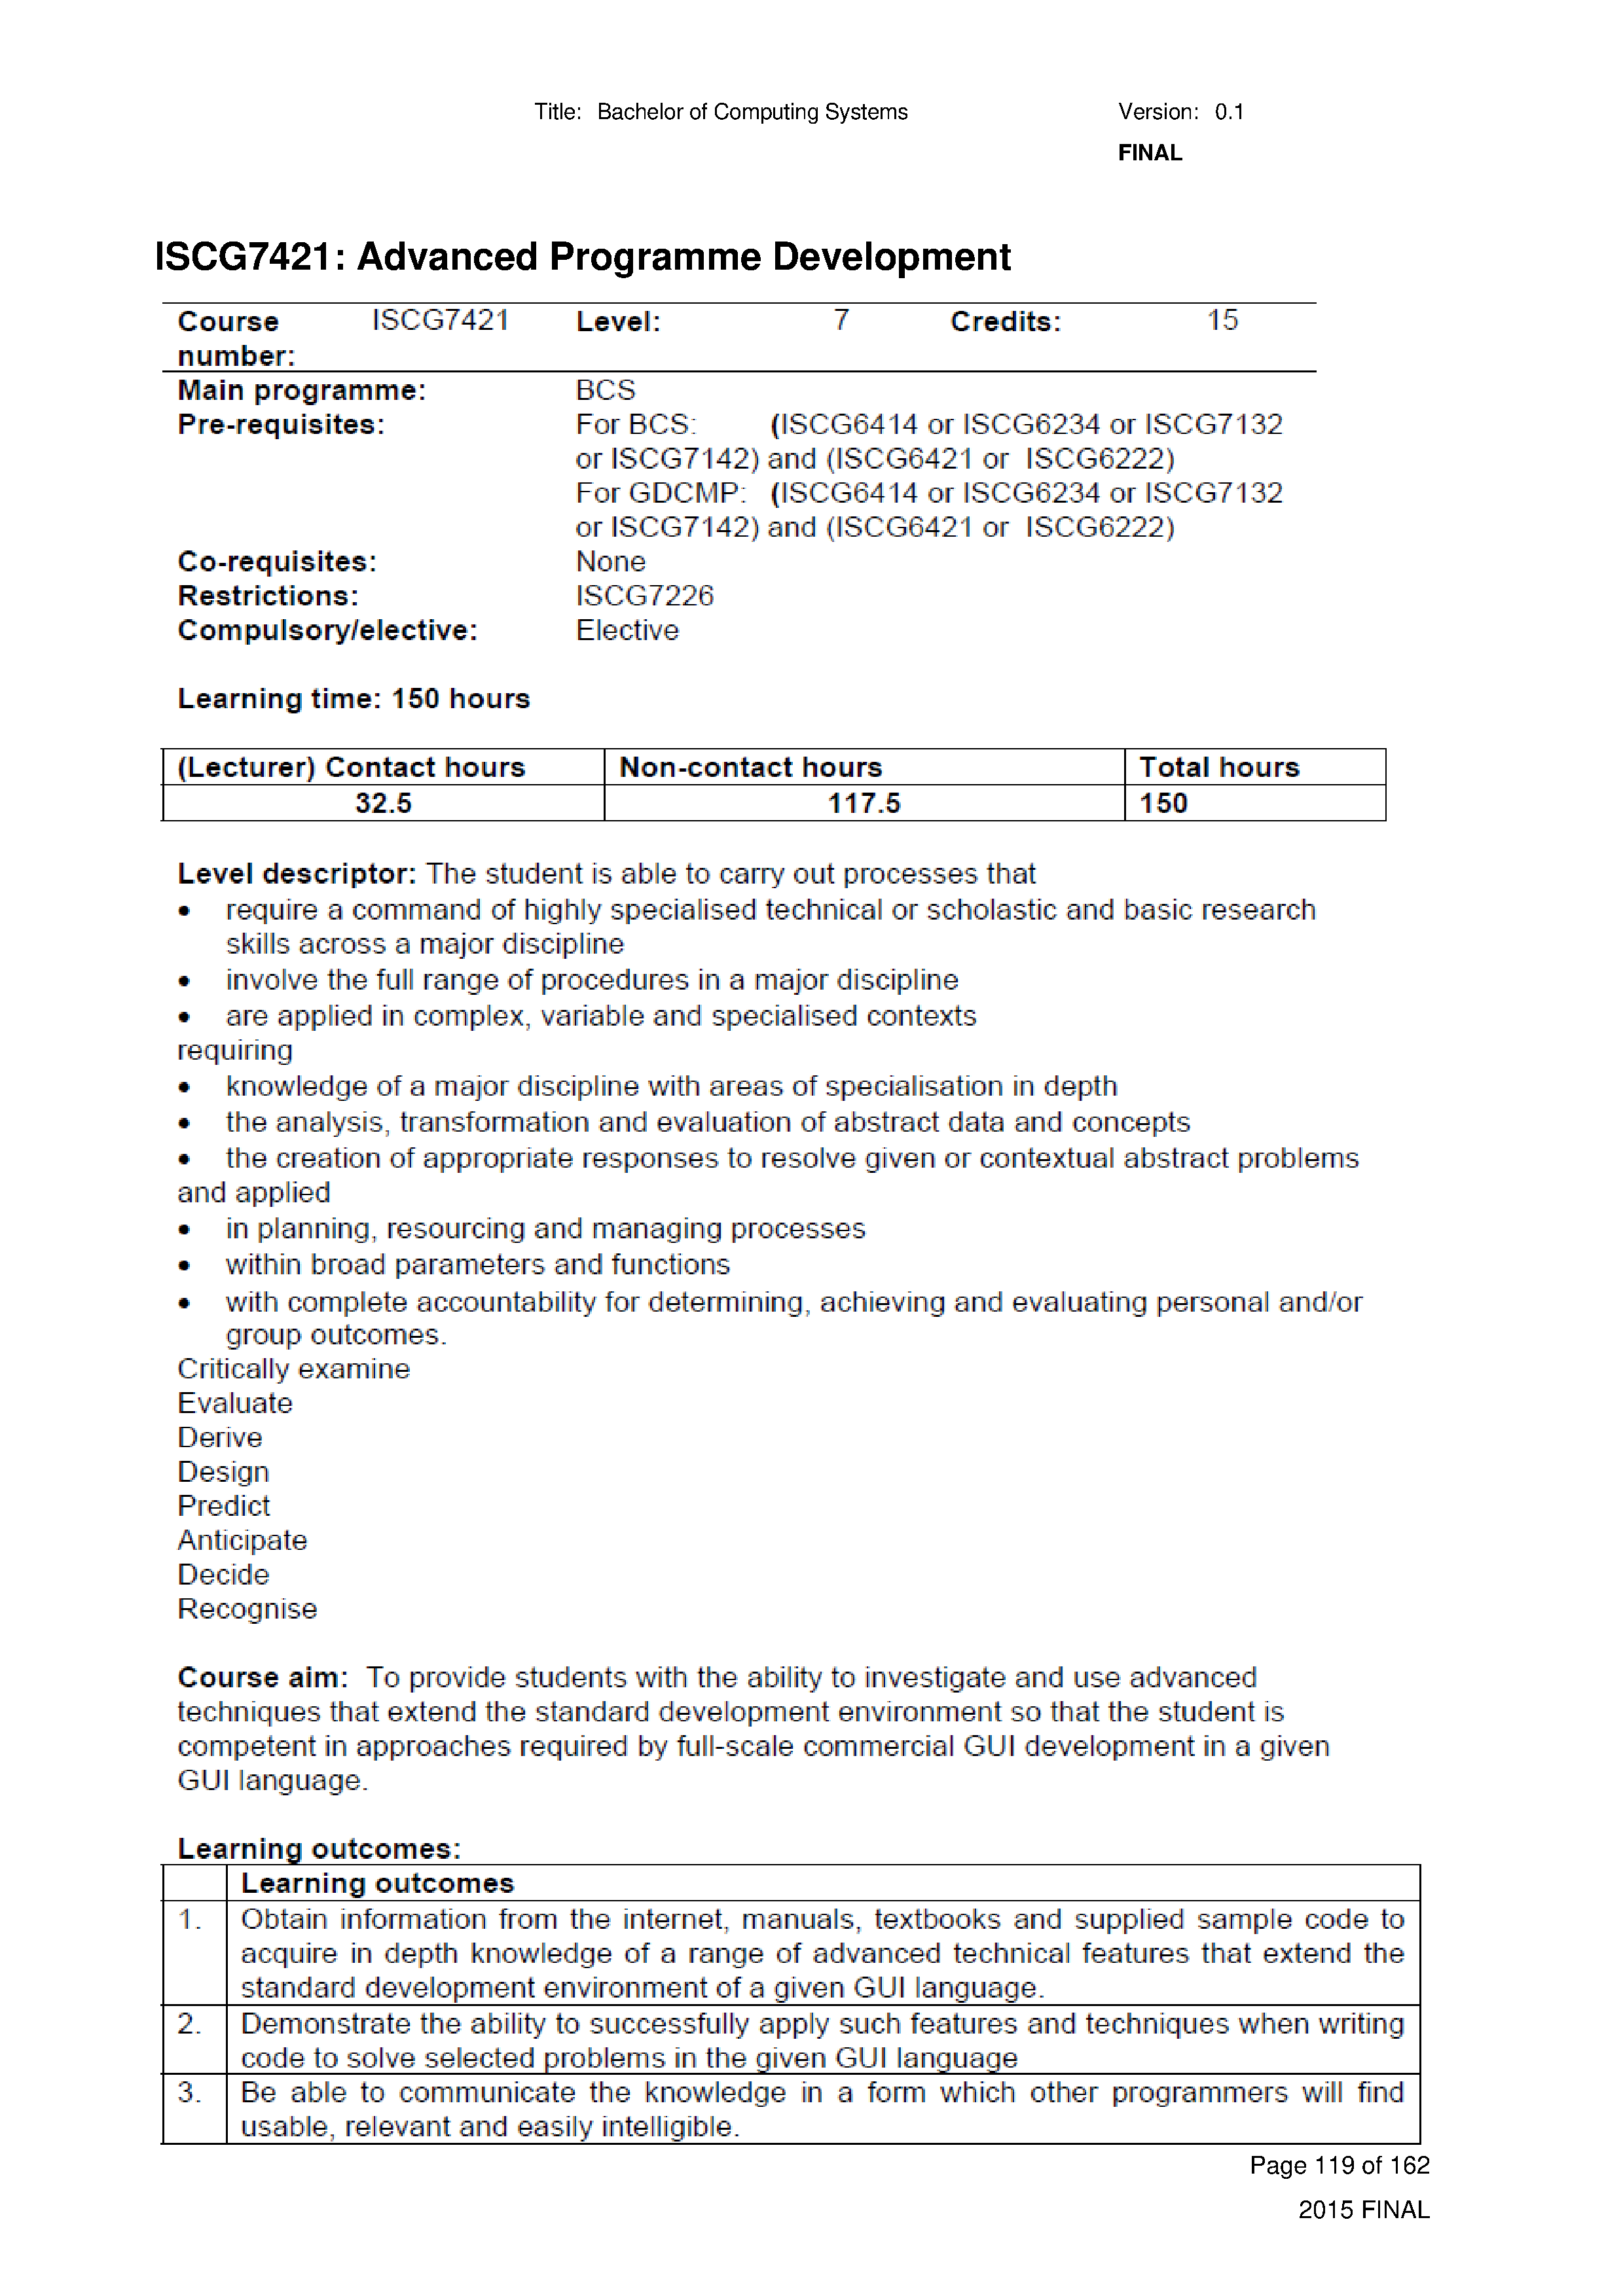 Title: Bachelor of Computing Systems Version: 0.1
FINAL
ISCG7421: Advanced Programme Development
Course ISCG7421 Level: 7 Credits: 15
number:
Main programme: BCS
Pre-requisites: For BCS: (ISCG6414 or ISCG6234 or ISCG7132
or ISCG7142) and (ISCG6421 or ISCG6222)
For GDCMP: (ISCG6414 or ISCG6234 or ISCG7132
or ISCG7142) and (ISCG6421 or ISCG6222)
Co-requisites: None
Restrictions: ISCG7226
Compulsory/elective: Elective
Learning time: 150 hours
(Lecturer) Contact hours Non-contact hours Total hours
32.5 117.5 150
Level descriptor: The student is able to carry out processes that
• require a command of highly specialised technical or scholastic and basic research
skills across a major discipline
• involve the full range of procedures in a major discipline
• are applied in complex, variable and specialised contexts
requiring
• knowledge of a major discipline with areas of specialisation in depth
• the analysis, transformation and evaluation of abstract data and concepts
• the creation of appropriate responses to resolve given or contextual abstract problems
and applied
• in planning, resourcing and managing processes
• within broad parameters and functions
• with complete accountability for determining, achieving and evaluating personal and/or
group outcomes.
Critically examine
Evaluate
Derive
Design
Predict
Anticipate
Decide
Recognise
Course aim: To provide students with the ability to investigate and use advanced
techniques that extend the standard development environment so that the student is
competent in approaches required by full-scale commercial GUI development in a given
GUI language.
Learning outcomes:
Learning outcomes
1. Obtain information from the internet, manuals, textbooks and supplied sample code to
acquire in depth knowledge of a range of advanced technical features that extend the
standard development environment of a given GUI language.
2. Demonstrate the ability to successfully apply such features and techniques when writing
code to solve selected problems in the given GUI language
3. Be able to communicate the knowledge in a form which other programmers will find
usable, relevant and easily intelligible.
Page 119 of 162
2015 FINAL